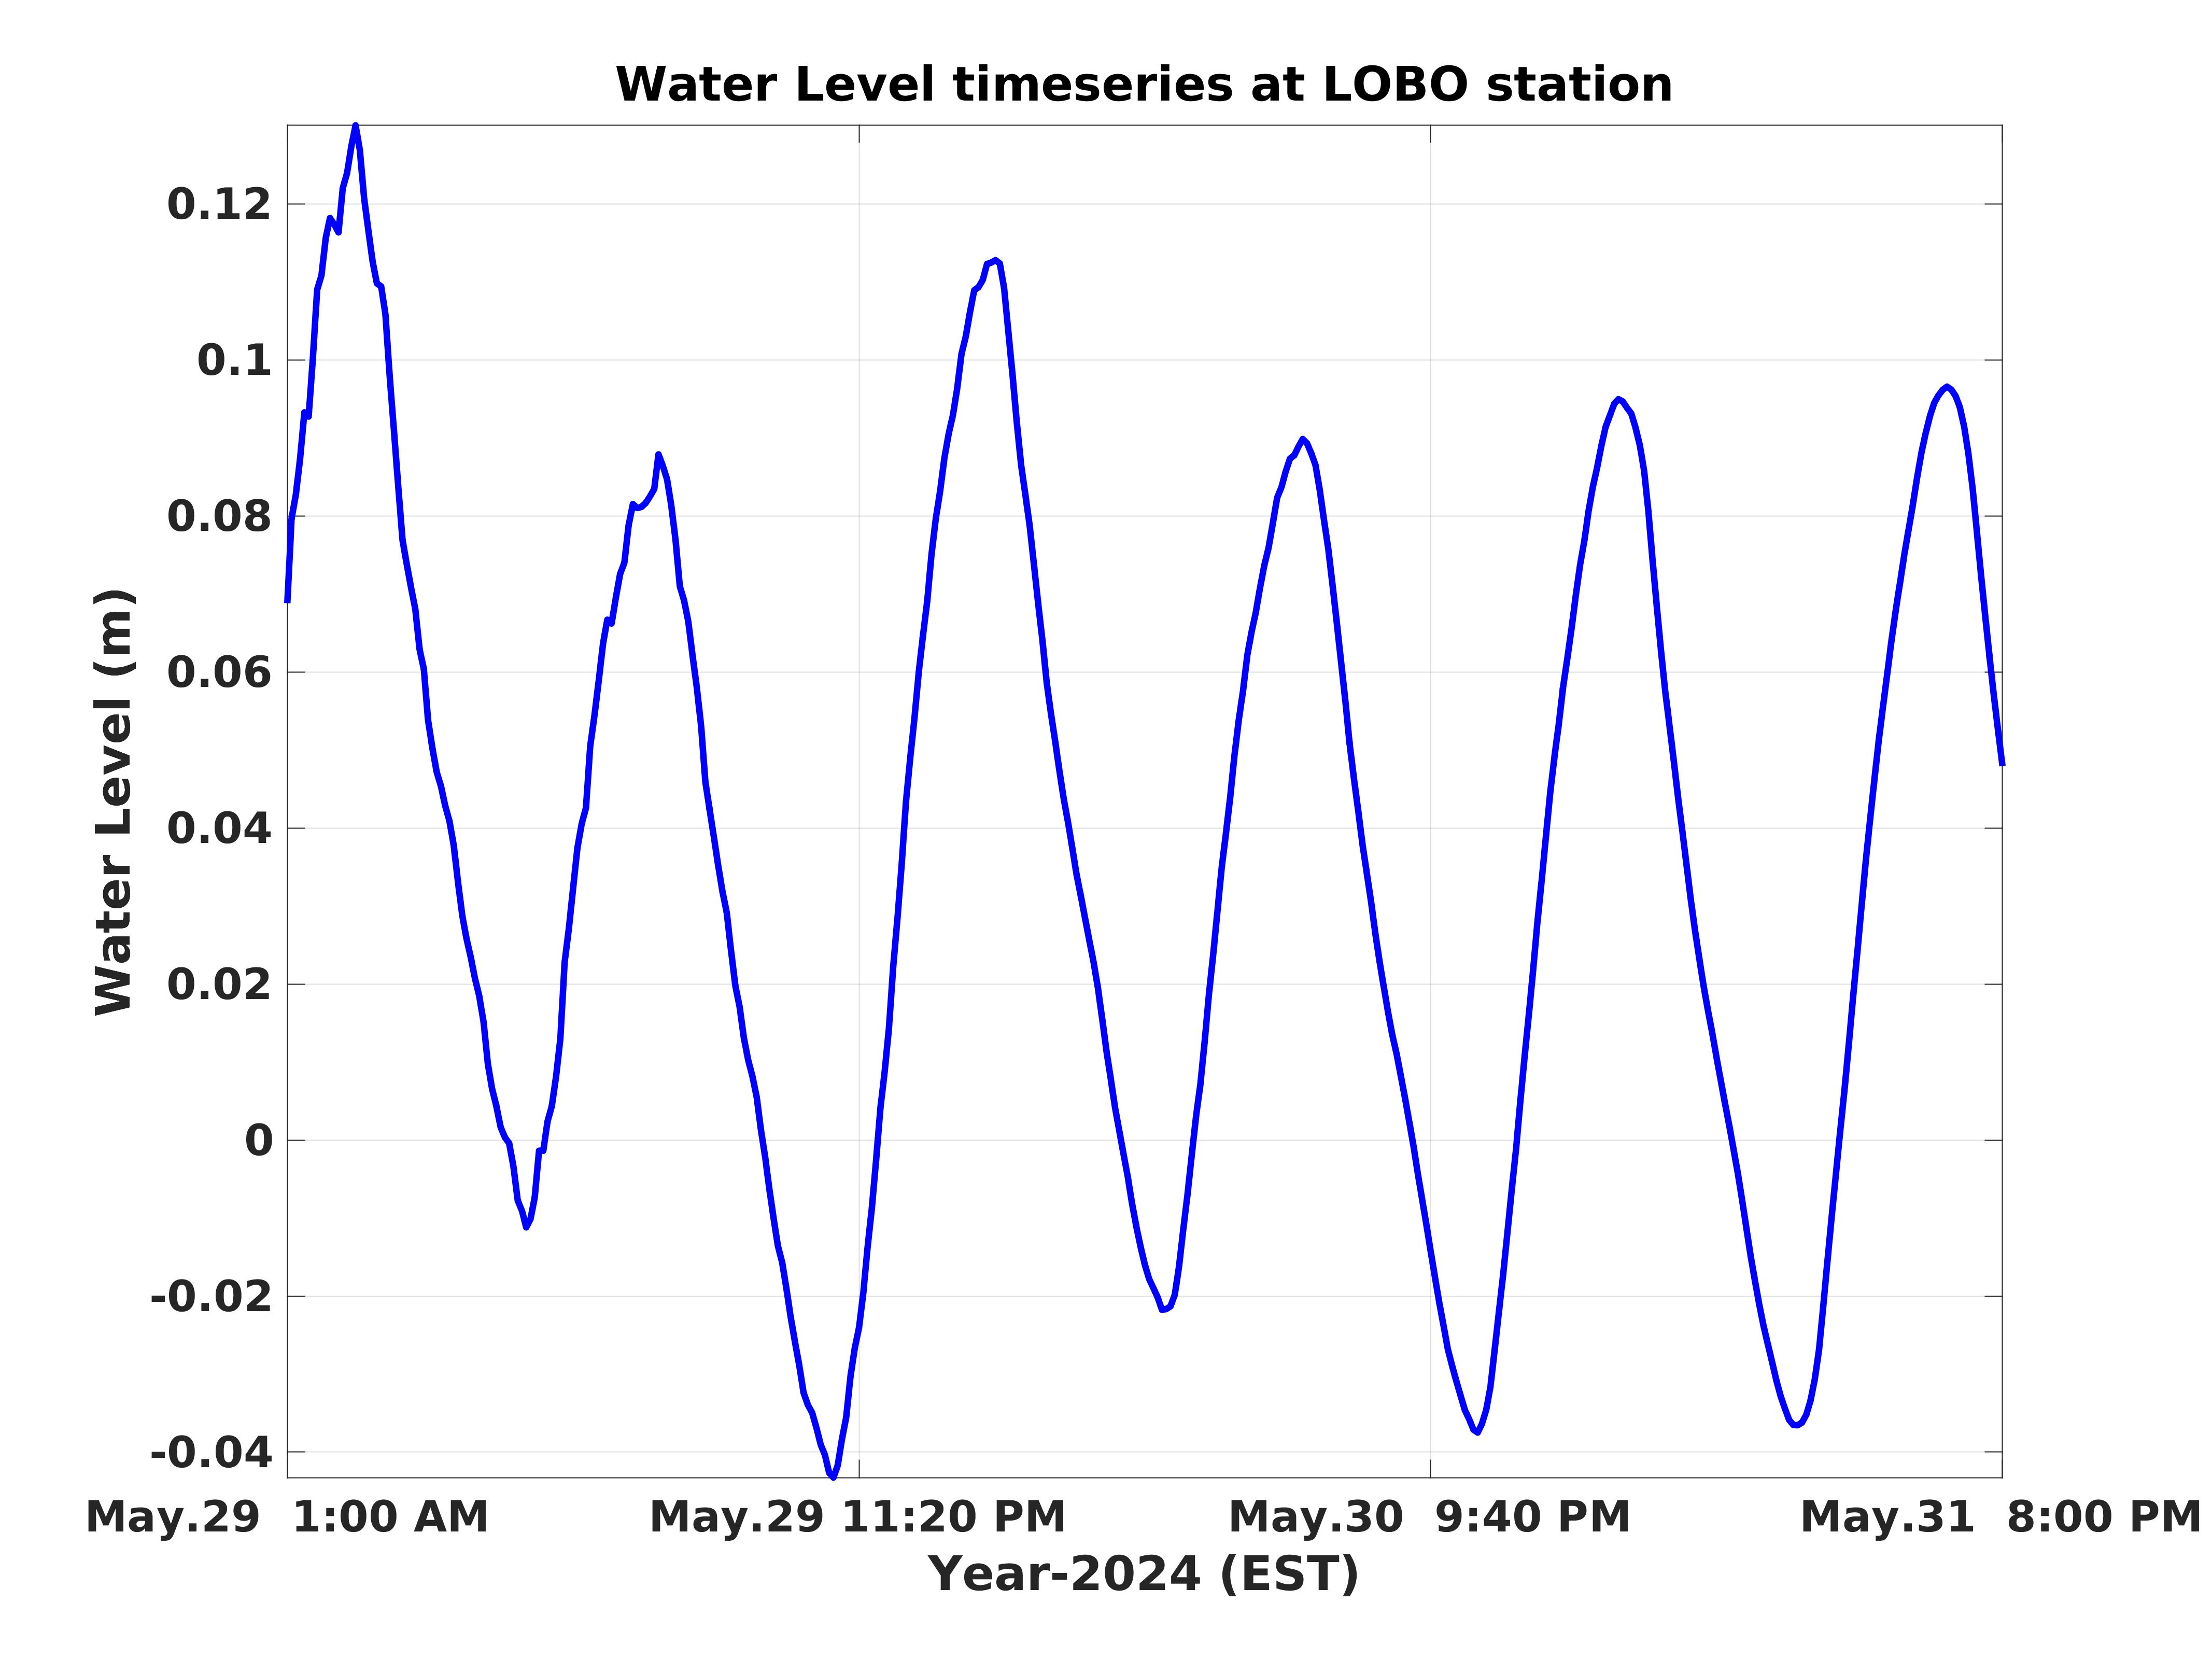 Water Level timeseries at LOBO station
0.12
0.1
0.08
0.06
0.04
0.02
0
-0.02
-0.04
Water Level (m)
May.29  1:00 AM
May.29 11:20 PM
May.30  9:40 PM
May.31  8:00 PM
Year-2024 (EST)